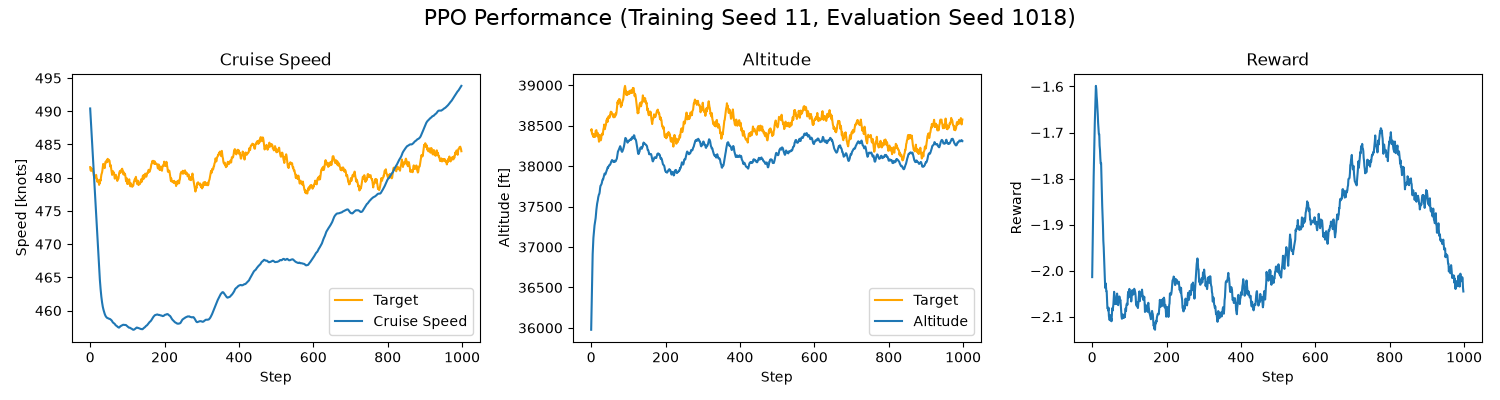 PPO Performance (Training Seed 11, Evaluation Seed 1018)
Cruise Speed
Speed [knots]
495
490
485
480
475
470
465
460
0 200 400 600 800 1000
Step
Target
Cruise Speed
Altitude
Altitude [ft]
39000
38500
38000
37500
37000
36500
36000
0 200 400 600 800 1000
Step
Target
Altitude
Reward
Reward
−1.6
−1.7
−1.8
−1.9
−2.0
−2.1
0 200 400 600 800 1000
Step